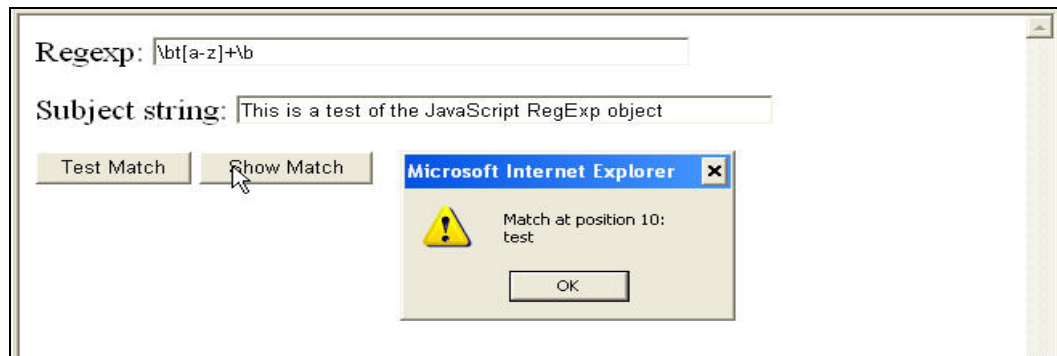 Regexp: \bt[a-z]+\b
Subject string: This is a test of the JavaScript RegExp object
Test Match Show Match
Microsoft Internet Explorer
Match at position 10:
test
OK